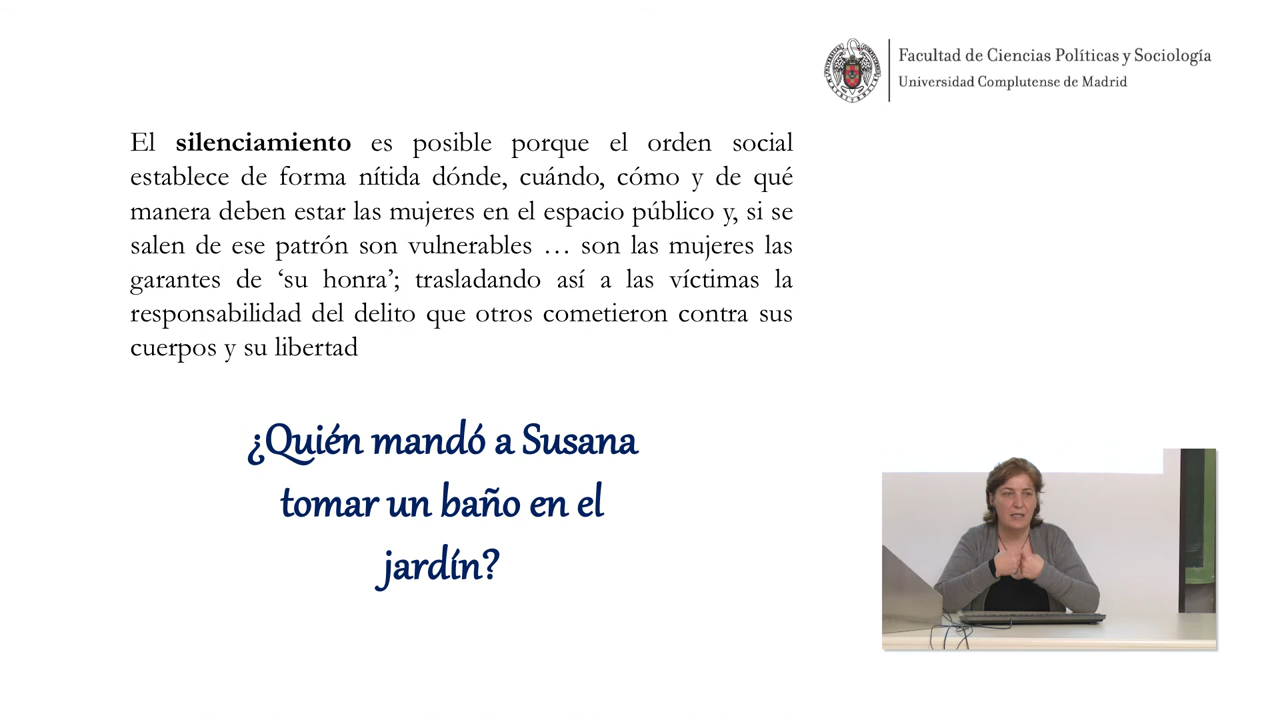 Facultad de Ciencias Políticas y Sociología
Universidad Complutense de Madrid
El silenciamiento es posible porque el orden social
establece de forma nítida dónde, cuándo, cómo y de qué
manera deben estar las mujeres en el espacio público y, si se
salen de ese patrón son vulnerables … son las mujeres las
garantes de ‘su honra’; trasladando así a las víctimas la
responsabilidad del delito que otros cometieron contra sus
cuerpos y su libertad
¿Quién mandó a Susana
tomar un baño en el
jardín?